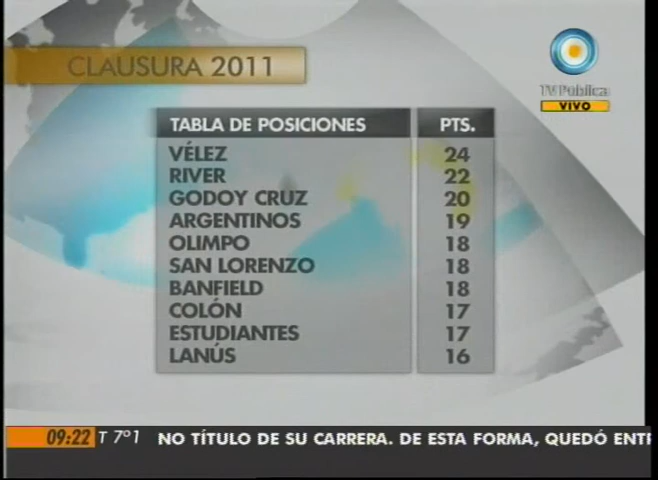 CLAUSURA 2011
TV Pública
VIVO
TABLA DE POSICIONES PTS.
VÉLEZ 24
RIVER 22
GODOY CRUZ 20
ARGENTINOS 19
OLIMPO 18
SAN LORENZO 18
BANFIELD 18
COLÓN 17
ESTUDIANTES 17
LANÚS 16
09:22 T 7º1 NO TÍTULO DE SU CARRERA. DE ESTA FORMA, QUEDÓ ENTR